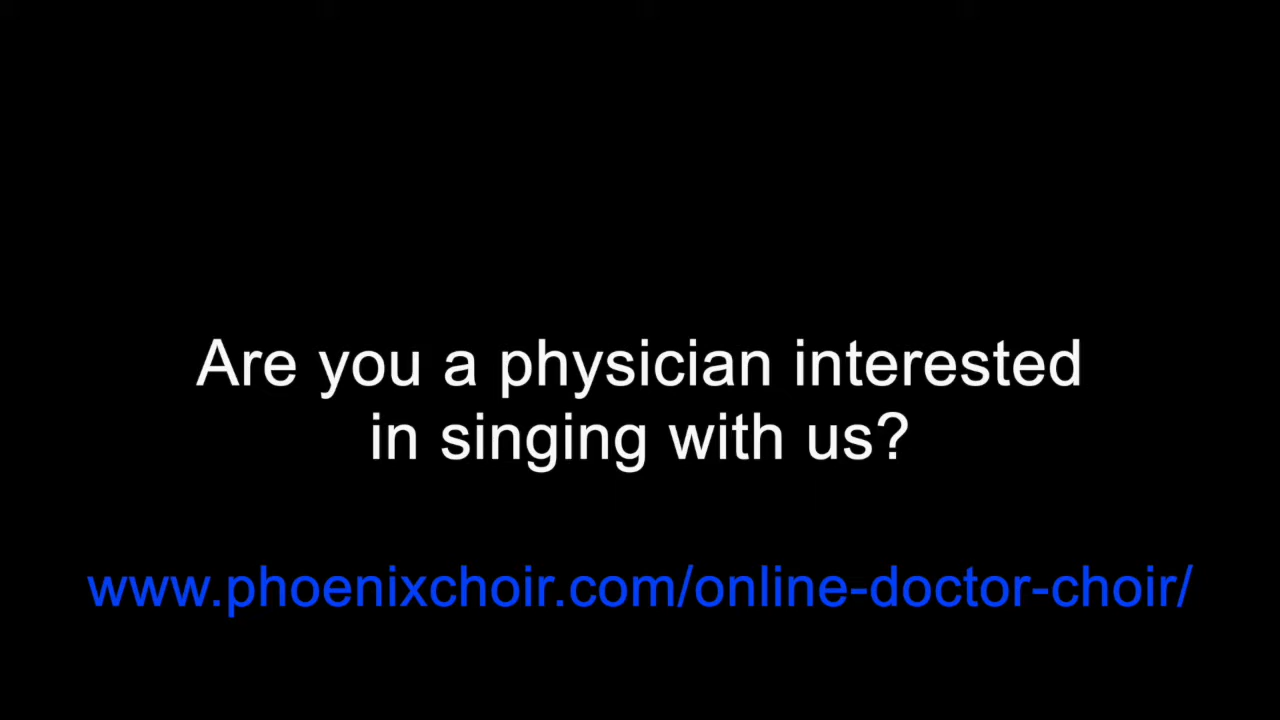 Are you a physician interested
in singing with us?
www.phoenixchoir.com/online-doctor-choir/